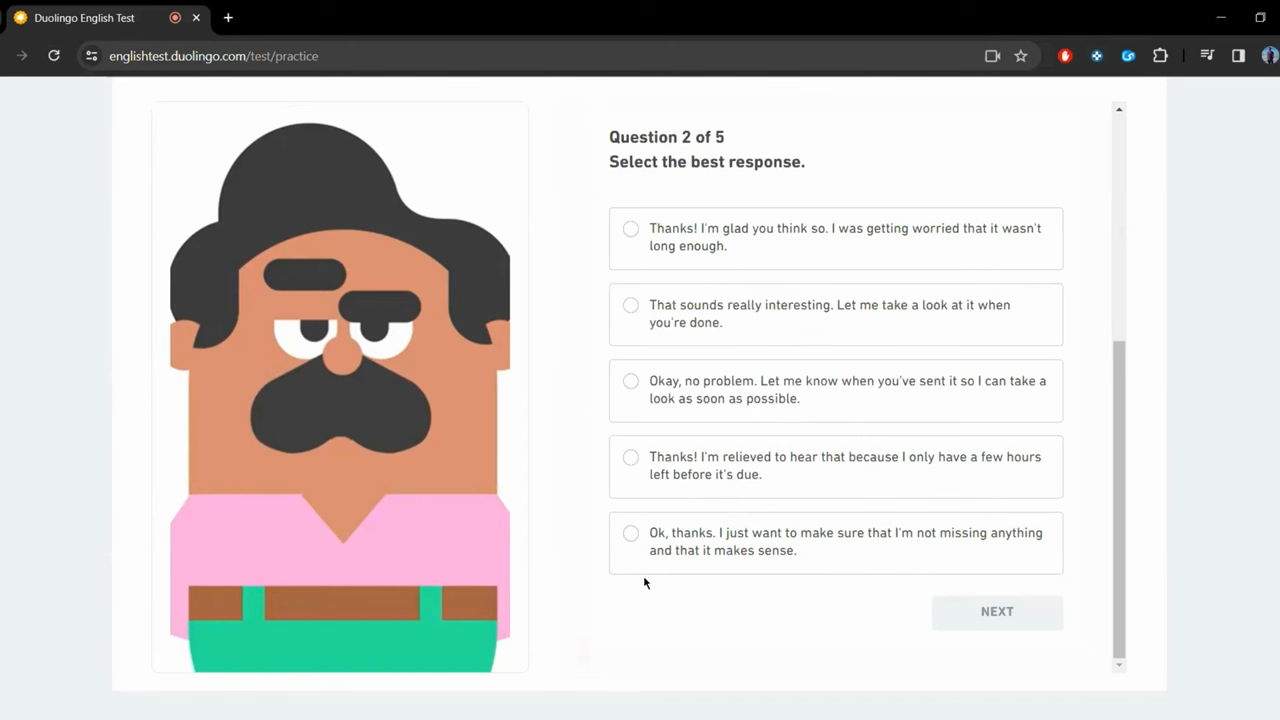 Duolingo English Test
englishtest.duolingo.com/test/practice
Question 2 of 5
Select the best response.
Thanks! I'm glad you think so. I was getting worried that it wasn't
long enough.
That sounds really interesting. Let me take a look at it when
you're done.
Okay, no problem. Let me know when you've sent it so I can take a
look as soon as possible.
Thanks! I'm relieved to hear that because I only have a few hours
left before it's due.
Ok, thanks. I just want to make sure that I'm not missing anything
and that it makes sense.
NEXT